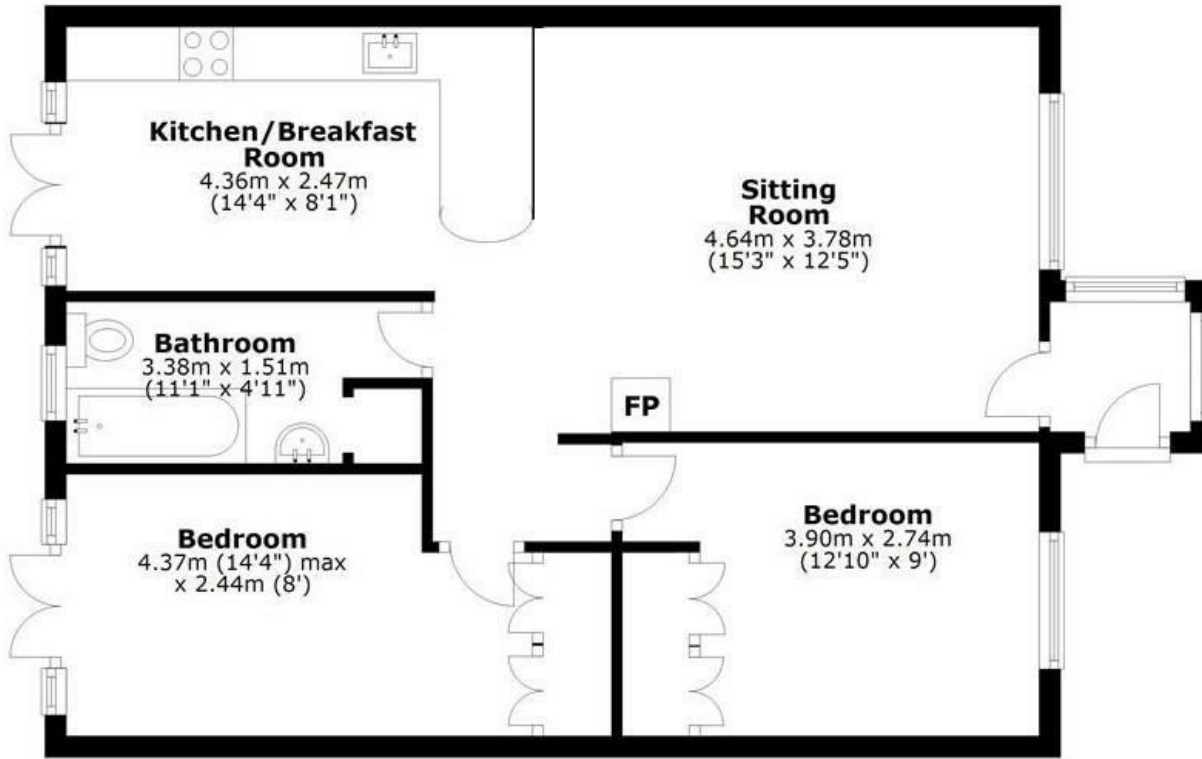 Kitchen/Breakfast
Room
4.36m x 2.47m
(14'4" x 8'1")
Sitting
Room
4.64m x 3.78m
(15'3" x 12'5")
Bathroom
3.38m x 1.51m
(11'1" x 4'11")
FP
Bedroom
4.37m (14'4") max
x 2.44m (8')
Bedroom
3.90m x 2.74m
(12'10" x 9')